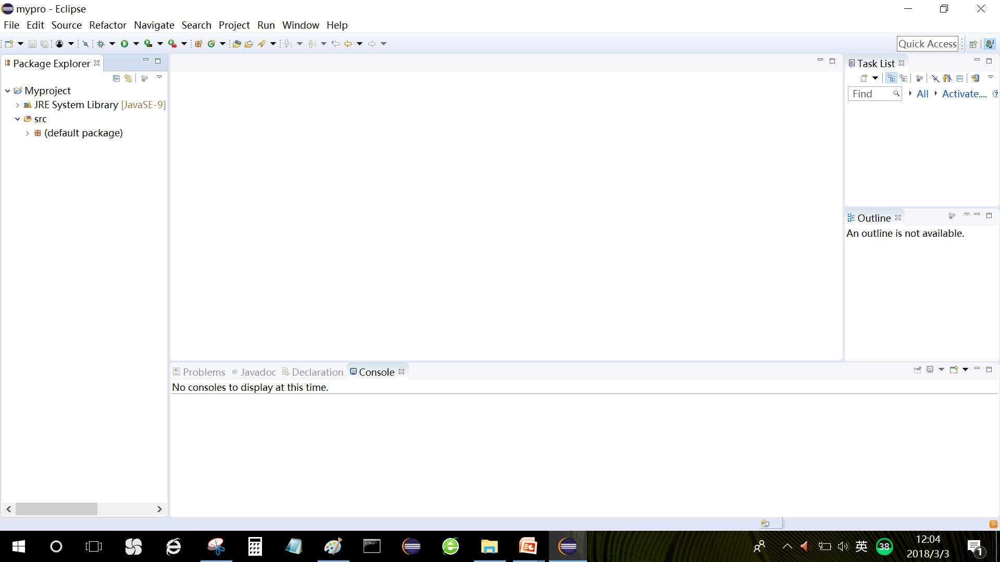 mypro - Eclipse
File Edit Source Refactor Navigate Search Project Run Window Help
Quick Access
Package Explorer
Myproject
JRE System Library [JavaSE-9]
src
(default package)
Task List
Find All Activate....
Outline
An outline is not available.
Problems @ Javadoc Declaration Console
No consoles to display at this time.
英 38 12:04
2018/3/3
1